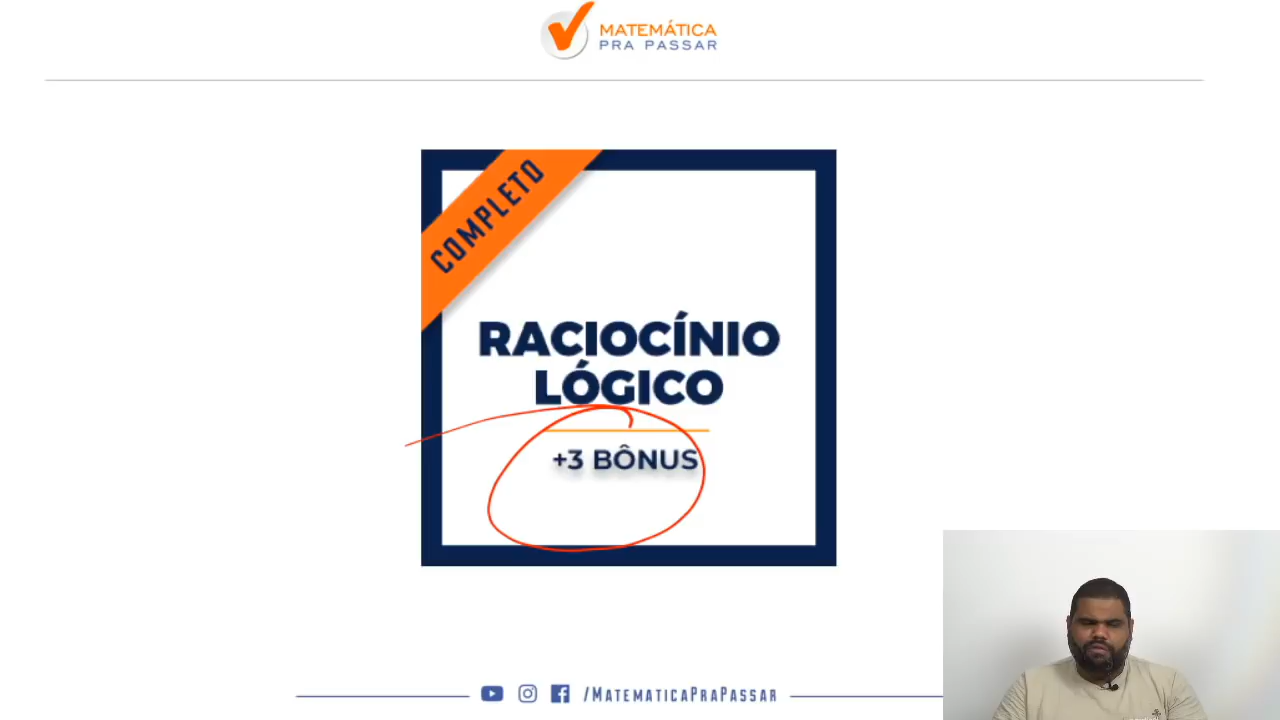 MATEMÁTICA
PRA PASSAR
COMPLETO
RACIOCÍNIO
LÓGICO
+3 BÔNUS
/MATEMATICAPRAPASSAR